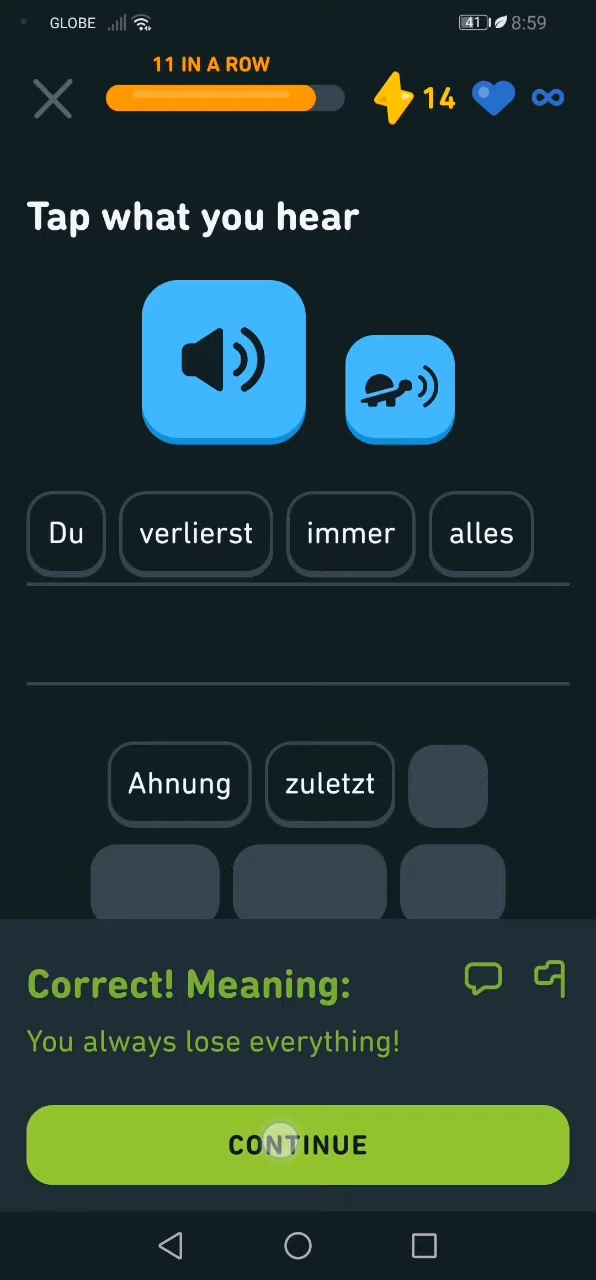 GLOBE 41 8:59
11 IN A ROW
14
Tap what you hear
Du verlierst immer alles
Ahnung zuletzt
Correct! Meaning:
You always lose everything!
CONTINUE